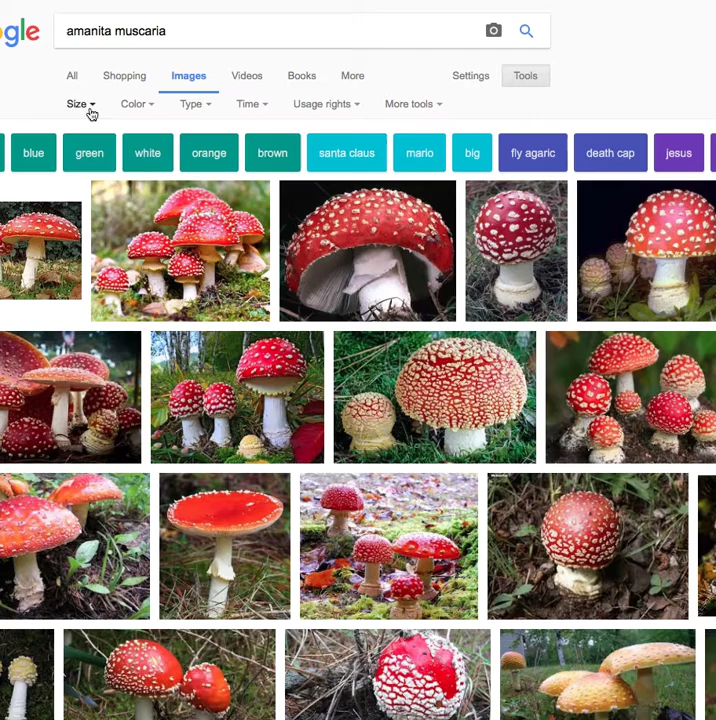 ogle
amanita muscaria
All Shopping Images Videos Books More Settings Tools
Size Color Type Time Usage rights More tools
blue green white orange brown santa claus mario big fly agaric death cap jesus